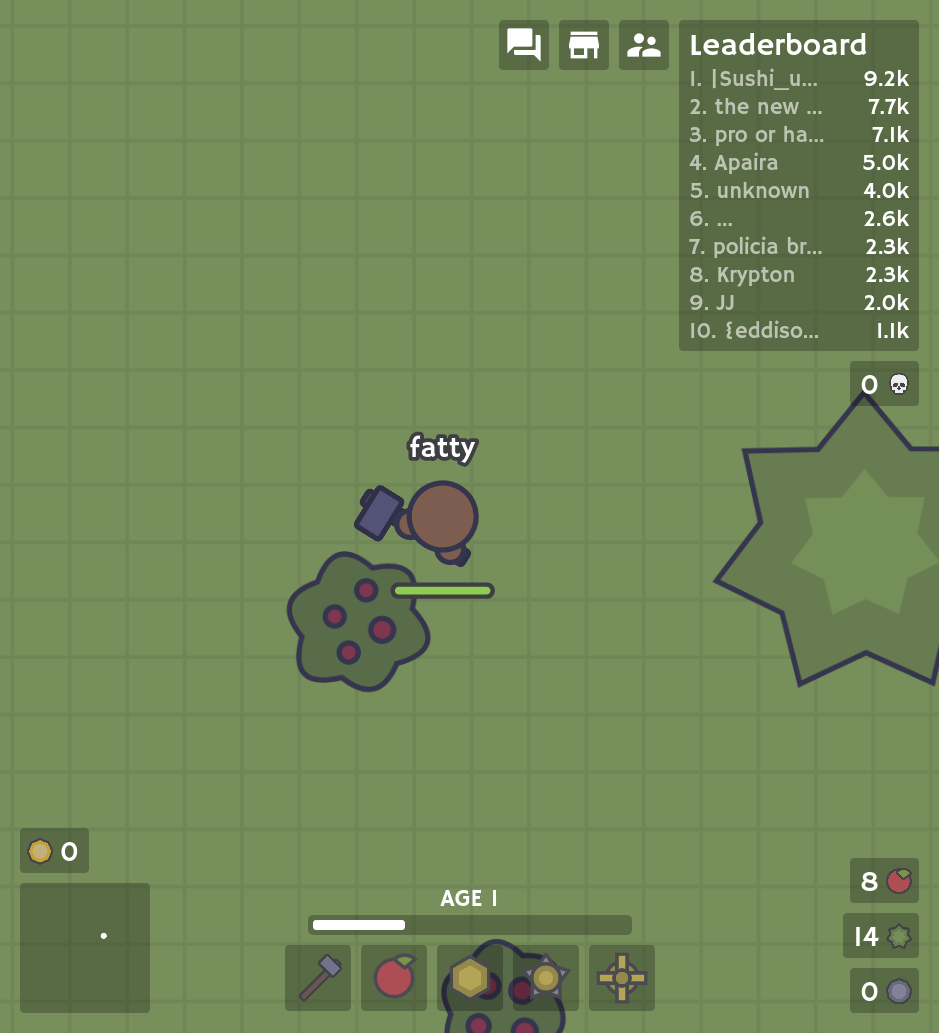 Leaderboard
1. |Sushi_u... 9.2k
2. the new ... 7.7k
3. pro or ha... 7.1k
4. Apaira 5.0k
5. unknown 4.0k
6. ... 2.6k
7. policia br... 2.3k
8. Krypton 2.3k
9. JJ 2.0k
10. {eddiso... 1.1k
0
fatty
0
8
AGE 1
14
0